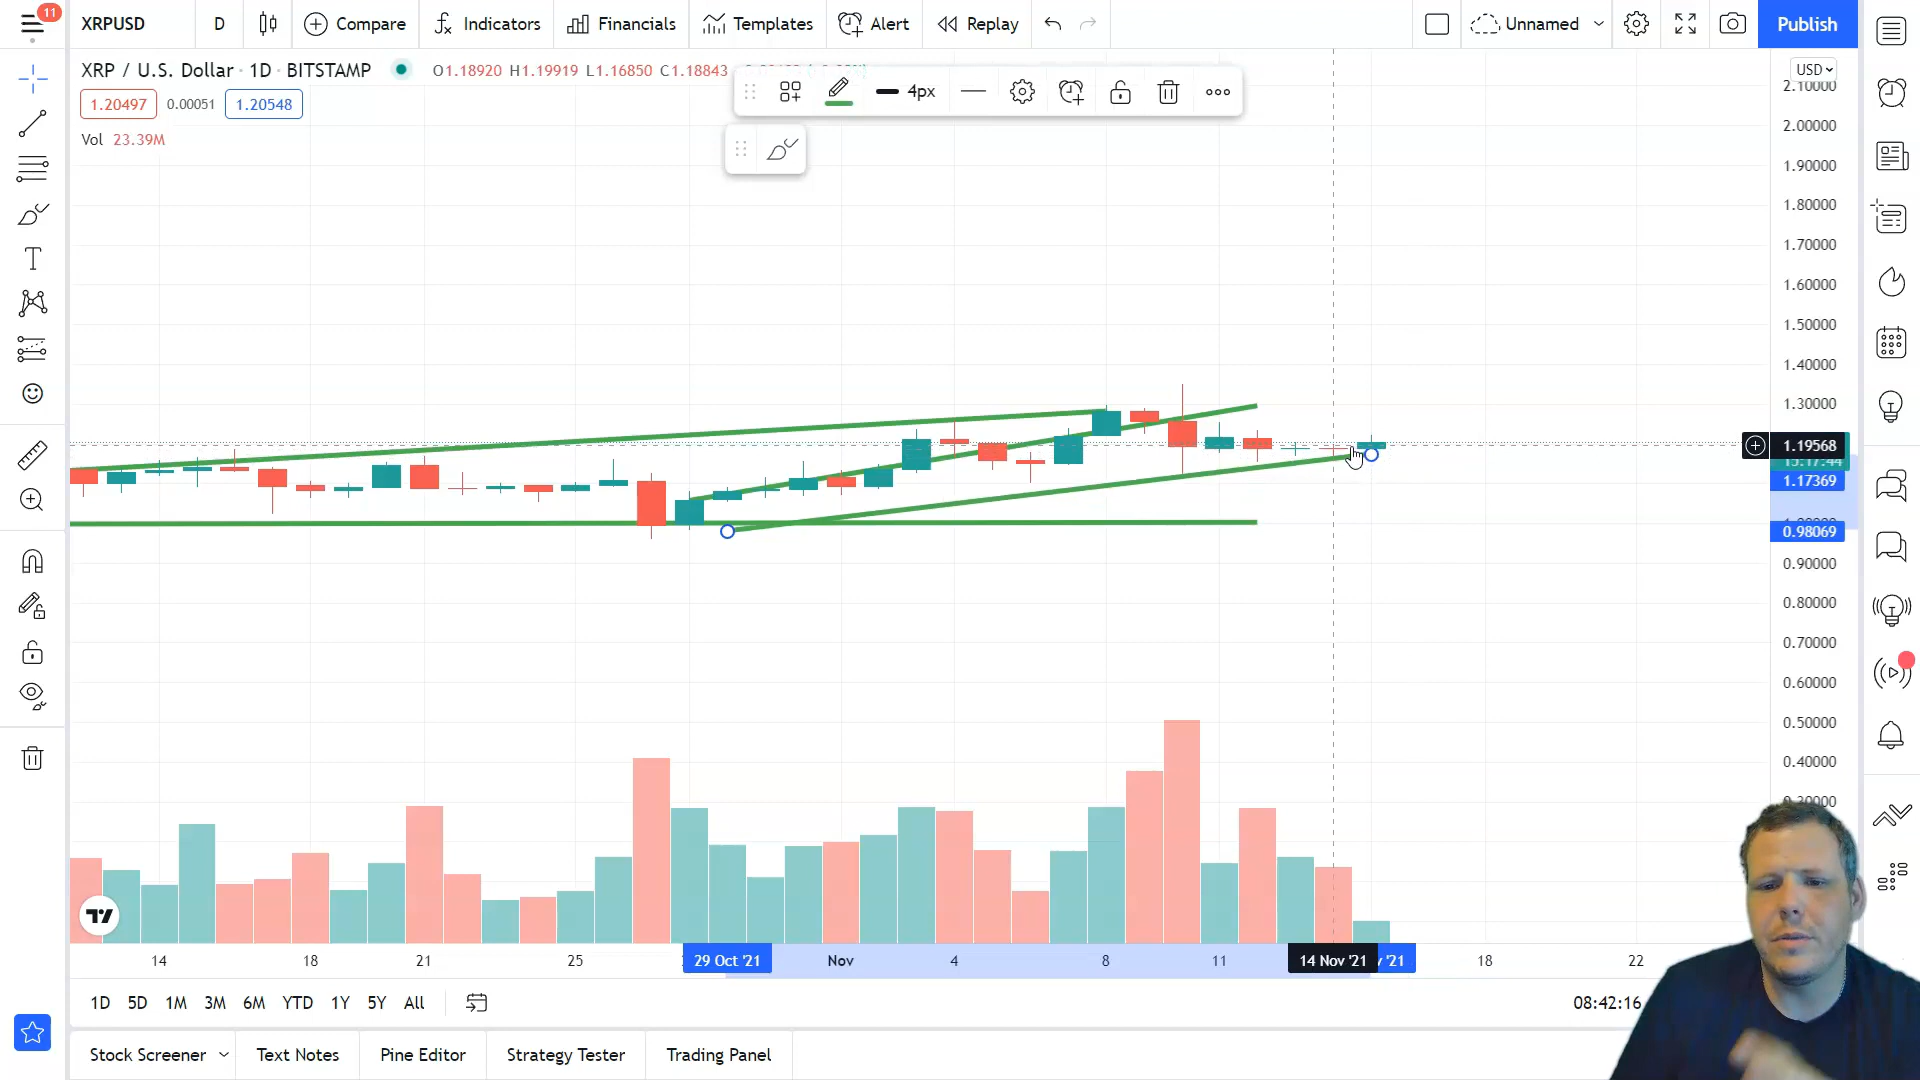 11
XRPUSD D Compare Indicators Financials Templates Alert Replay Unnamed Publish
XRP / U.S. Dollar · 1D · BITSTAMP O1.18920 H1.19919 L1.16850 C1.18843
USD
1.20497 0.00051 1.20548
4px
Vol 23.39M
2.10000
2.00000
1.90000
1.80000
1.70000
1.60000
1.50000
1.40000
1.30000
1.19568
15:17:44
1.17369
0.98069
0.90000
0.80000
0.70000
0.60000
0.50000
0.40000
0.30000
14 18 21 25 29 Oct '21 Nov 4 8 11 14 Nov '21 '21 18 22
1D 5D 1M 3M 6M YTD 1Y 5Y All 08:42:16
Stock Screener Text Notes Pine Editor Strategy Tester Trading Panel